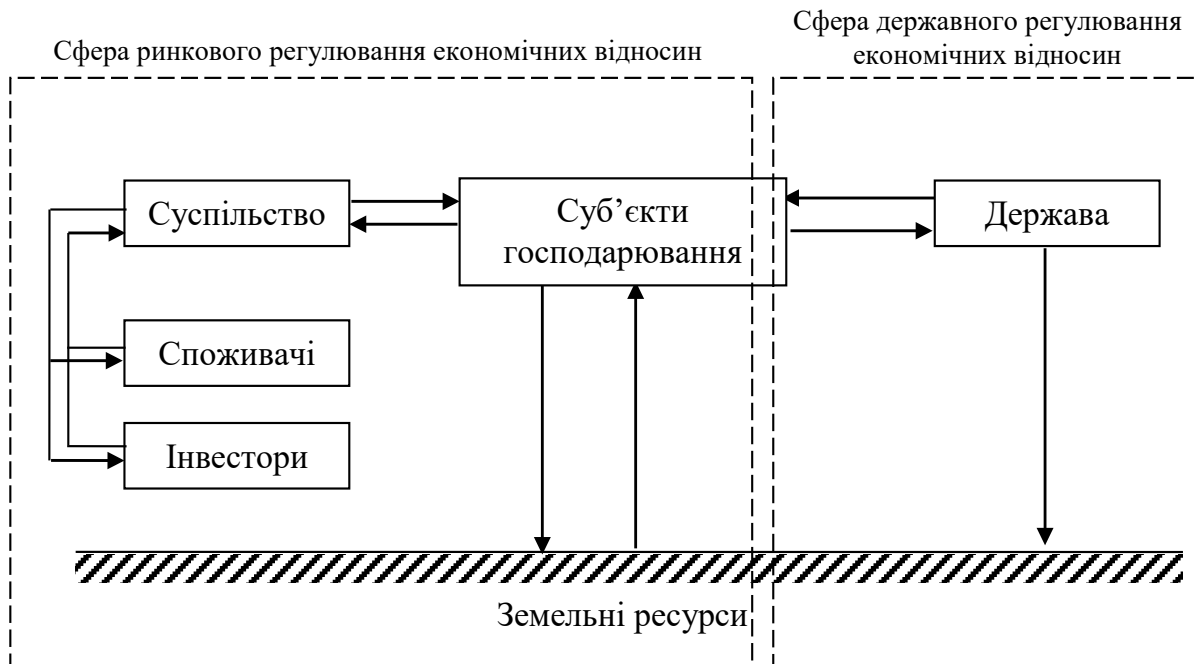 Сфера ринкового регулювання економічних відносин
Сфера державного регулювання
економічних відносин
Суспільство
Суб’єкти
господарювання
Держава
Споживачі
Інвестори
Земельні ресурси